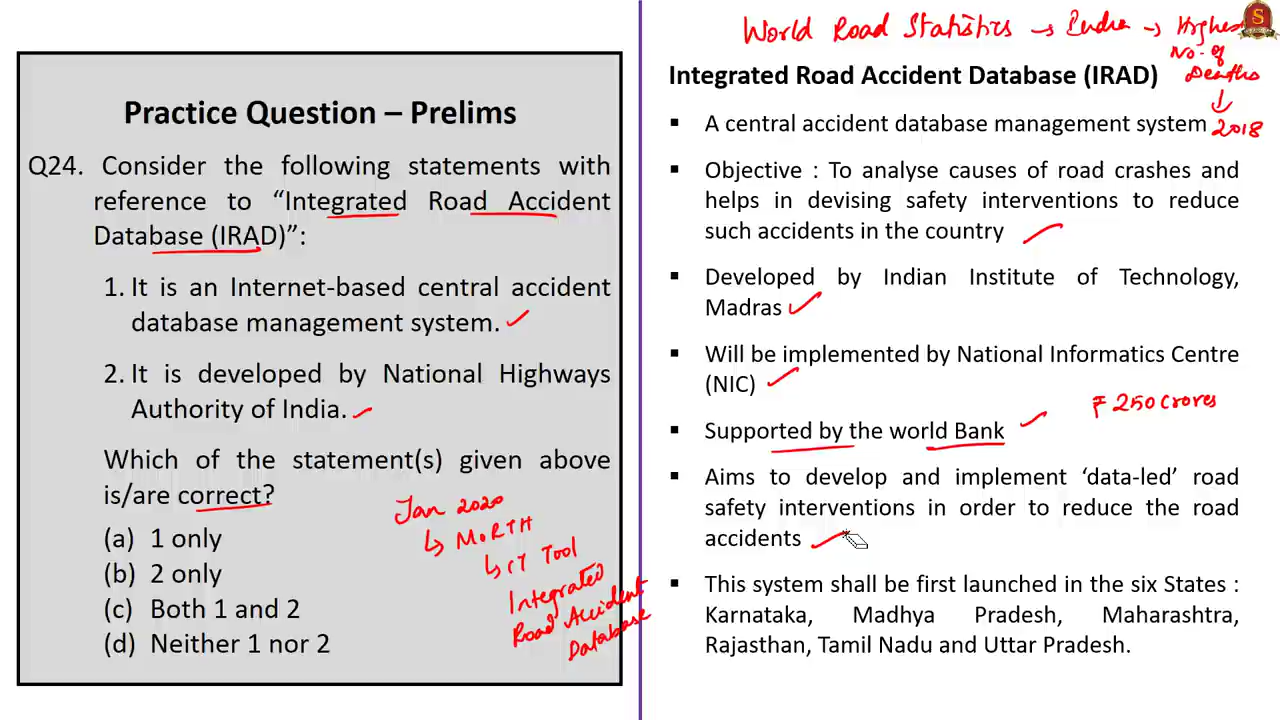 Practice Question – Prelims
Q24. Consider the following statements with
reference to “Integrated Road Accident
Database (IRAD)”:
1. It is an Internet-based central accident
database management system.
2. It is developed by National Highways
Authority of India.
Which of the statement(s) given above
is/are correct?
(a) 1 only
(b) 2 only
(c) Both 1 and 2
(d) Neither 1 nor 2
Jan 2020
MoRTH
IT Tool
Integrated
Road Accident
Database
World Road Statistics → India → Highest
No. of
Deaths
2018
Integrated Road Accident Database (IRAD)
▪ A central accident database management system
▪ Objective : To analyse causes of road crashes and
helps in devising safety interventions to reduce
such accidents in the country
▪ Developed by Indian Institute of Technology,
Madras
▪ Will be implemented by National Informatics Centre
(NIC)
₹ 250 crores
▪ Supported by the world Bank
▪ Aims to develop and implement ‘data-led’ road
safety interventions in order to reduce the road
accidents
▪ This system shall be first launched in the six States :
Karnataka, Madhya Pradesh, Maharashtra,
Rajasthan, Tamil Nadu and Uttar Pradesh.